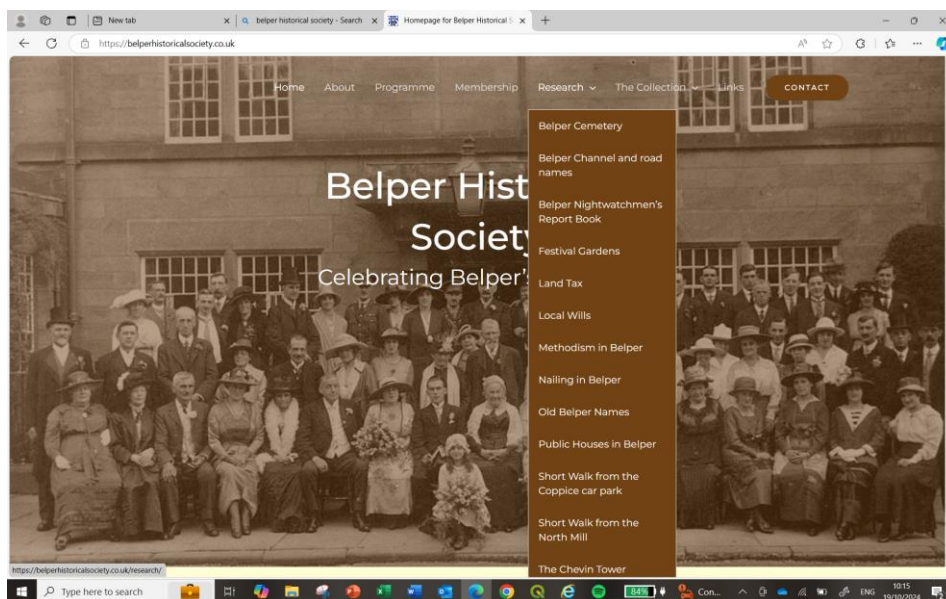 New tab
belper historical society - Search
Homepage for Belper Historical S
https://belperhistoricalsociety.co.uk
Home About Programme Membership Research The Collection Links CONTACT
Belper Cemetery
Belper Channel and road
names
Belper Nightwatchmen's
Report Book
Festival Gardens
Land Tax
Local Wills
Methodism in Belper
Nailing in Belper
Old Belper Names
Public Houses in Belper
Short Walk from the
Coppice car park
Short Walk from the
North Mill
The Chevin Tower
Belper Hist
Societ
Celebrating Belper's
https://belperhistoricalsociety.co.uk/research/
Type here to search
84%
Con...
ENG
10:15
19/10/2024